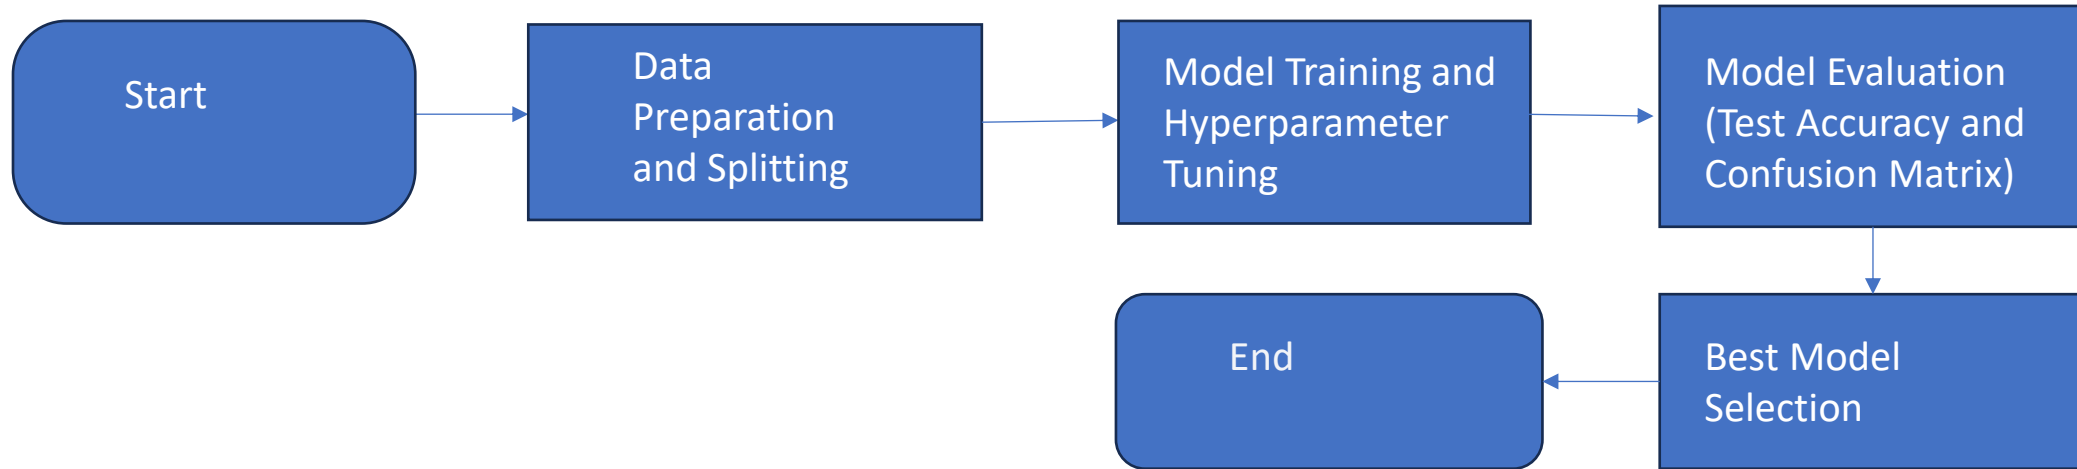 Start
Data
Preparation
and Splitting
Model Training and
Hyperparameter
Tuning
Model Evaluation
(Test Accuracy and
Confusion Matrix)
End
Best Model
Selection